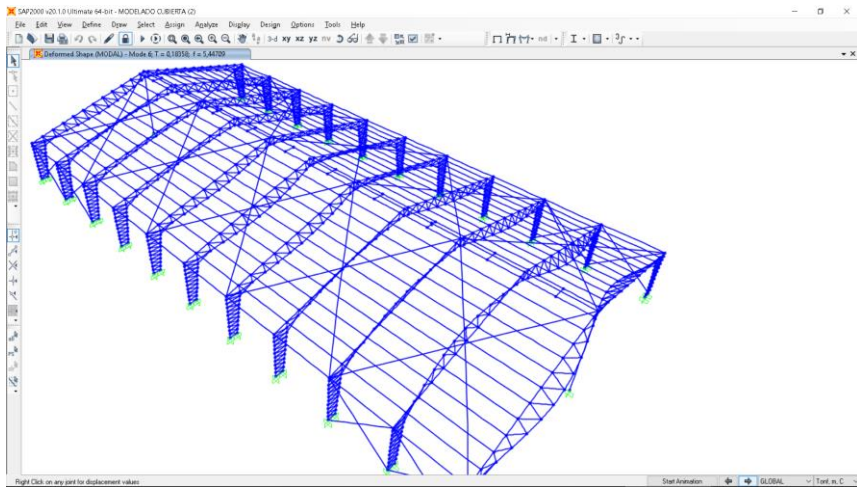 SAP2000 v20.1.0 Ultimate 64-bit - MODELADO CUBIERTA (2)
File Edit View Define Draw Select Assign Analyze Display Design Options Tools Help
3-d xy xz yz nv
nd
Deformed Shape (MODAL) - Mode 6; T = 0,18358; f = 5,44709
Right Click on any joint for displacement values
Start Animation GLOBAL Tonf, m, C